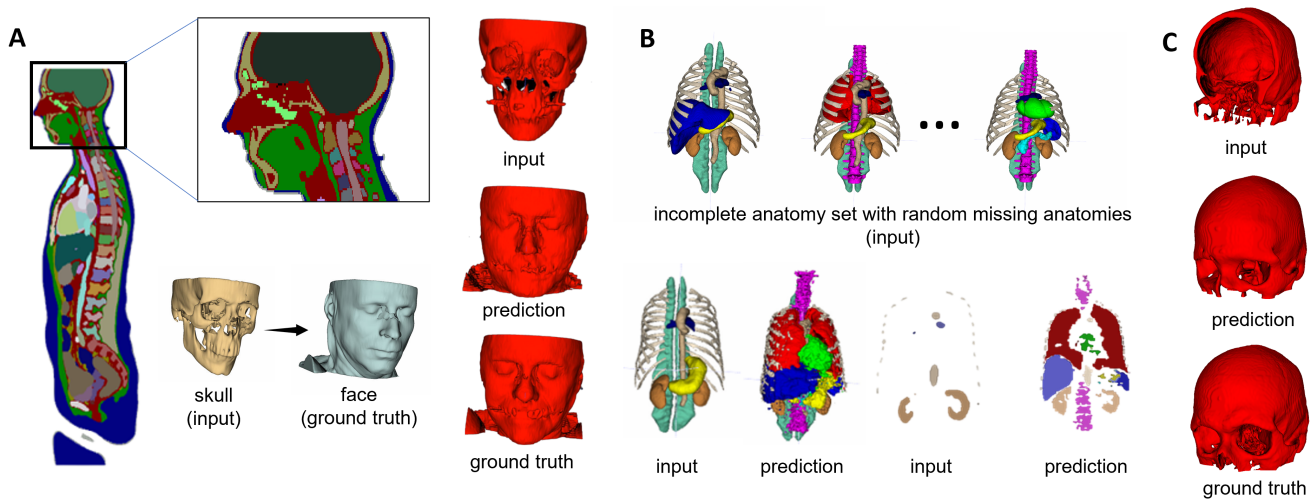 A
input
prediction
ground truth
skull
(input)
face
(ground truth)
B
incomplete anatomy set with random missing anatomies
(input)
input
prediction
input
prediction
C
input
prediction
ground truth